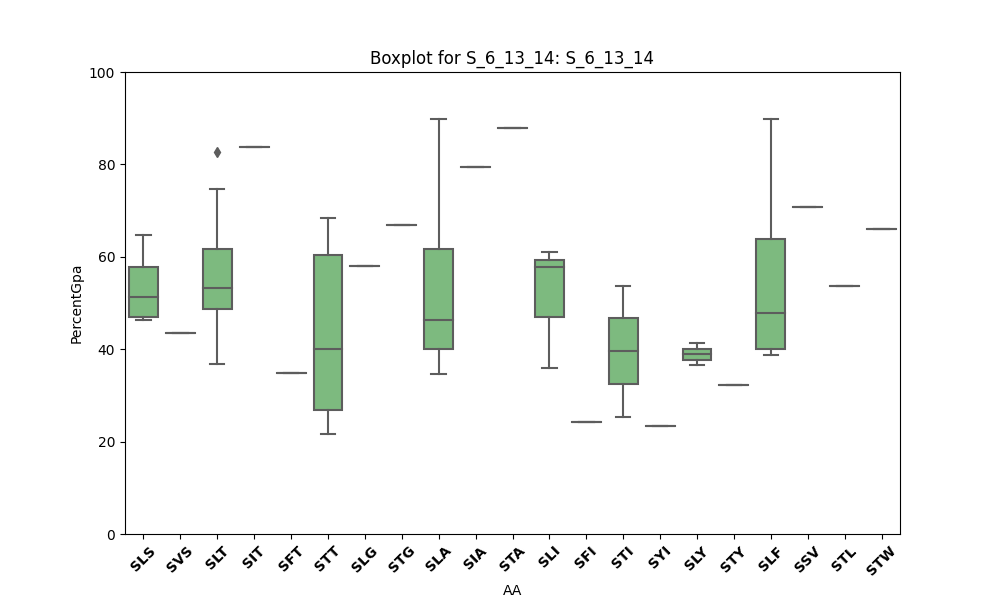 Boxplot for S_6_13_14: S_6_13_14
100
80
60
40
20
0
PercentGpa
SLS SVS SLT SIT SFT STT SLG STG SLA SIA STA SLI SFI STI SYI SLY STY SLF SSV STL STW
AA